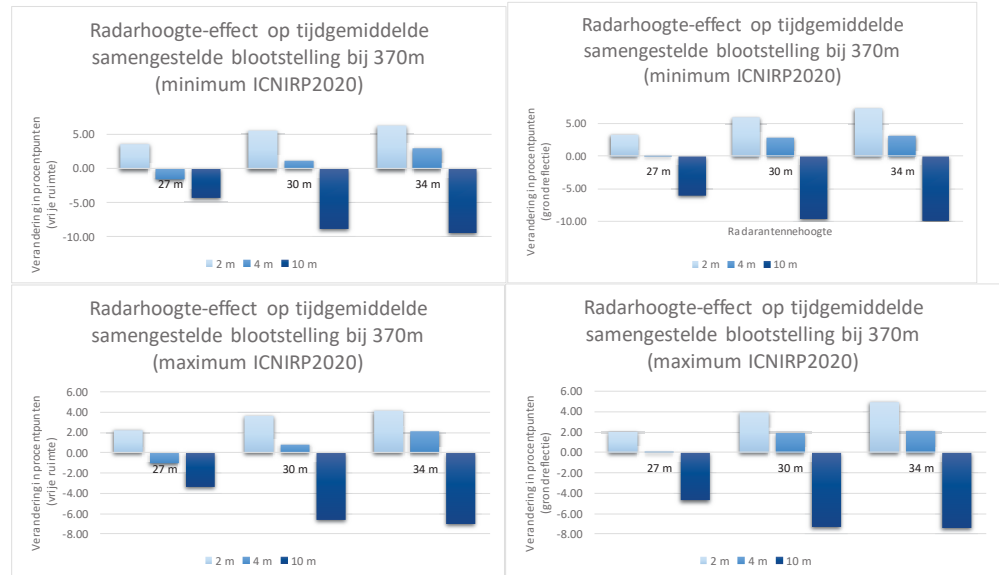 Radarhoogte-effect op tijdgemiddelde
samengestelde blootstelling bij 370m
(minimum ICNIRP2020)
Verandering in procentpunten
(vrije ruimte)
5.00
0.00
-5.00
-10.00
27 m
30 m
34 m
2 m 4 m 10 m
Radarhoogte-effect op tijdgemiddelde
samengestelde blootstelling bij 370m
(minimum ICNIRP2020)
Verandering in procentpunten
(grondreflectie)
5.00
0.00
-5.00
-10.00
27 m
30 m
34 m
Radarantennehoogte
2 m 4 m 10 m
Radarhoogte-effect op tijdgemiddelde
samengestelde blootstelling bij 370m
(maximum ICNIRP2020)
Verandering in procentpunten
(vrije ruimte)
6.00
4.00
2.00
0.00
-2.00
-4.00
-6.00
-8.00
27 m
30 m
34 m
2 m 4 m 10 m
Radarhoogte-effect op tijdgemiddelde
samengestelde blootstelling bij 370m
(maximum ICNIRP2020)
Verandering in procentpunten
(grondreflectie)
6.00
4.00
2.00
0.00
-2.00
-4.00
-6.00
-8.00
27 m
30 m
34 m
2 m 4 m 10 m